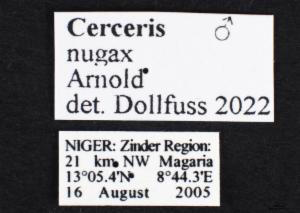 Cerceris ♂
nugax
Arnold
det. Dollfuss 2022
NIGER: Zinder Region:
21 km NW Magaria
13°05.4'N 8°44.3'E
16 August 2005